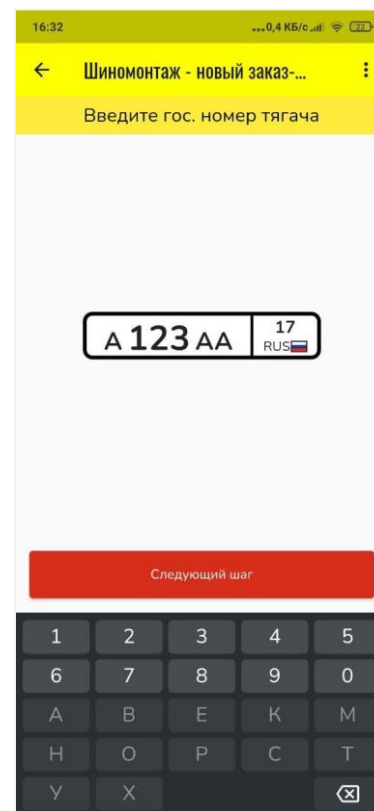 16:32
...0,4 КБ/с 22
Шиномонтаж - новый заказ-...
Введите гос. номер тягача
А 123 АА 17
RUS
Следующий шаг
1 2 3 4 5
6 7 8 9 0
А В Е К М
Н О Р С Т
У Х